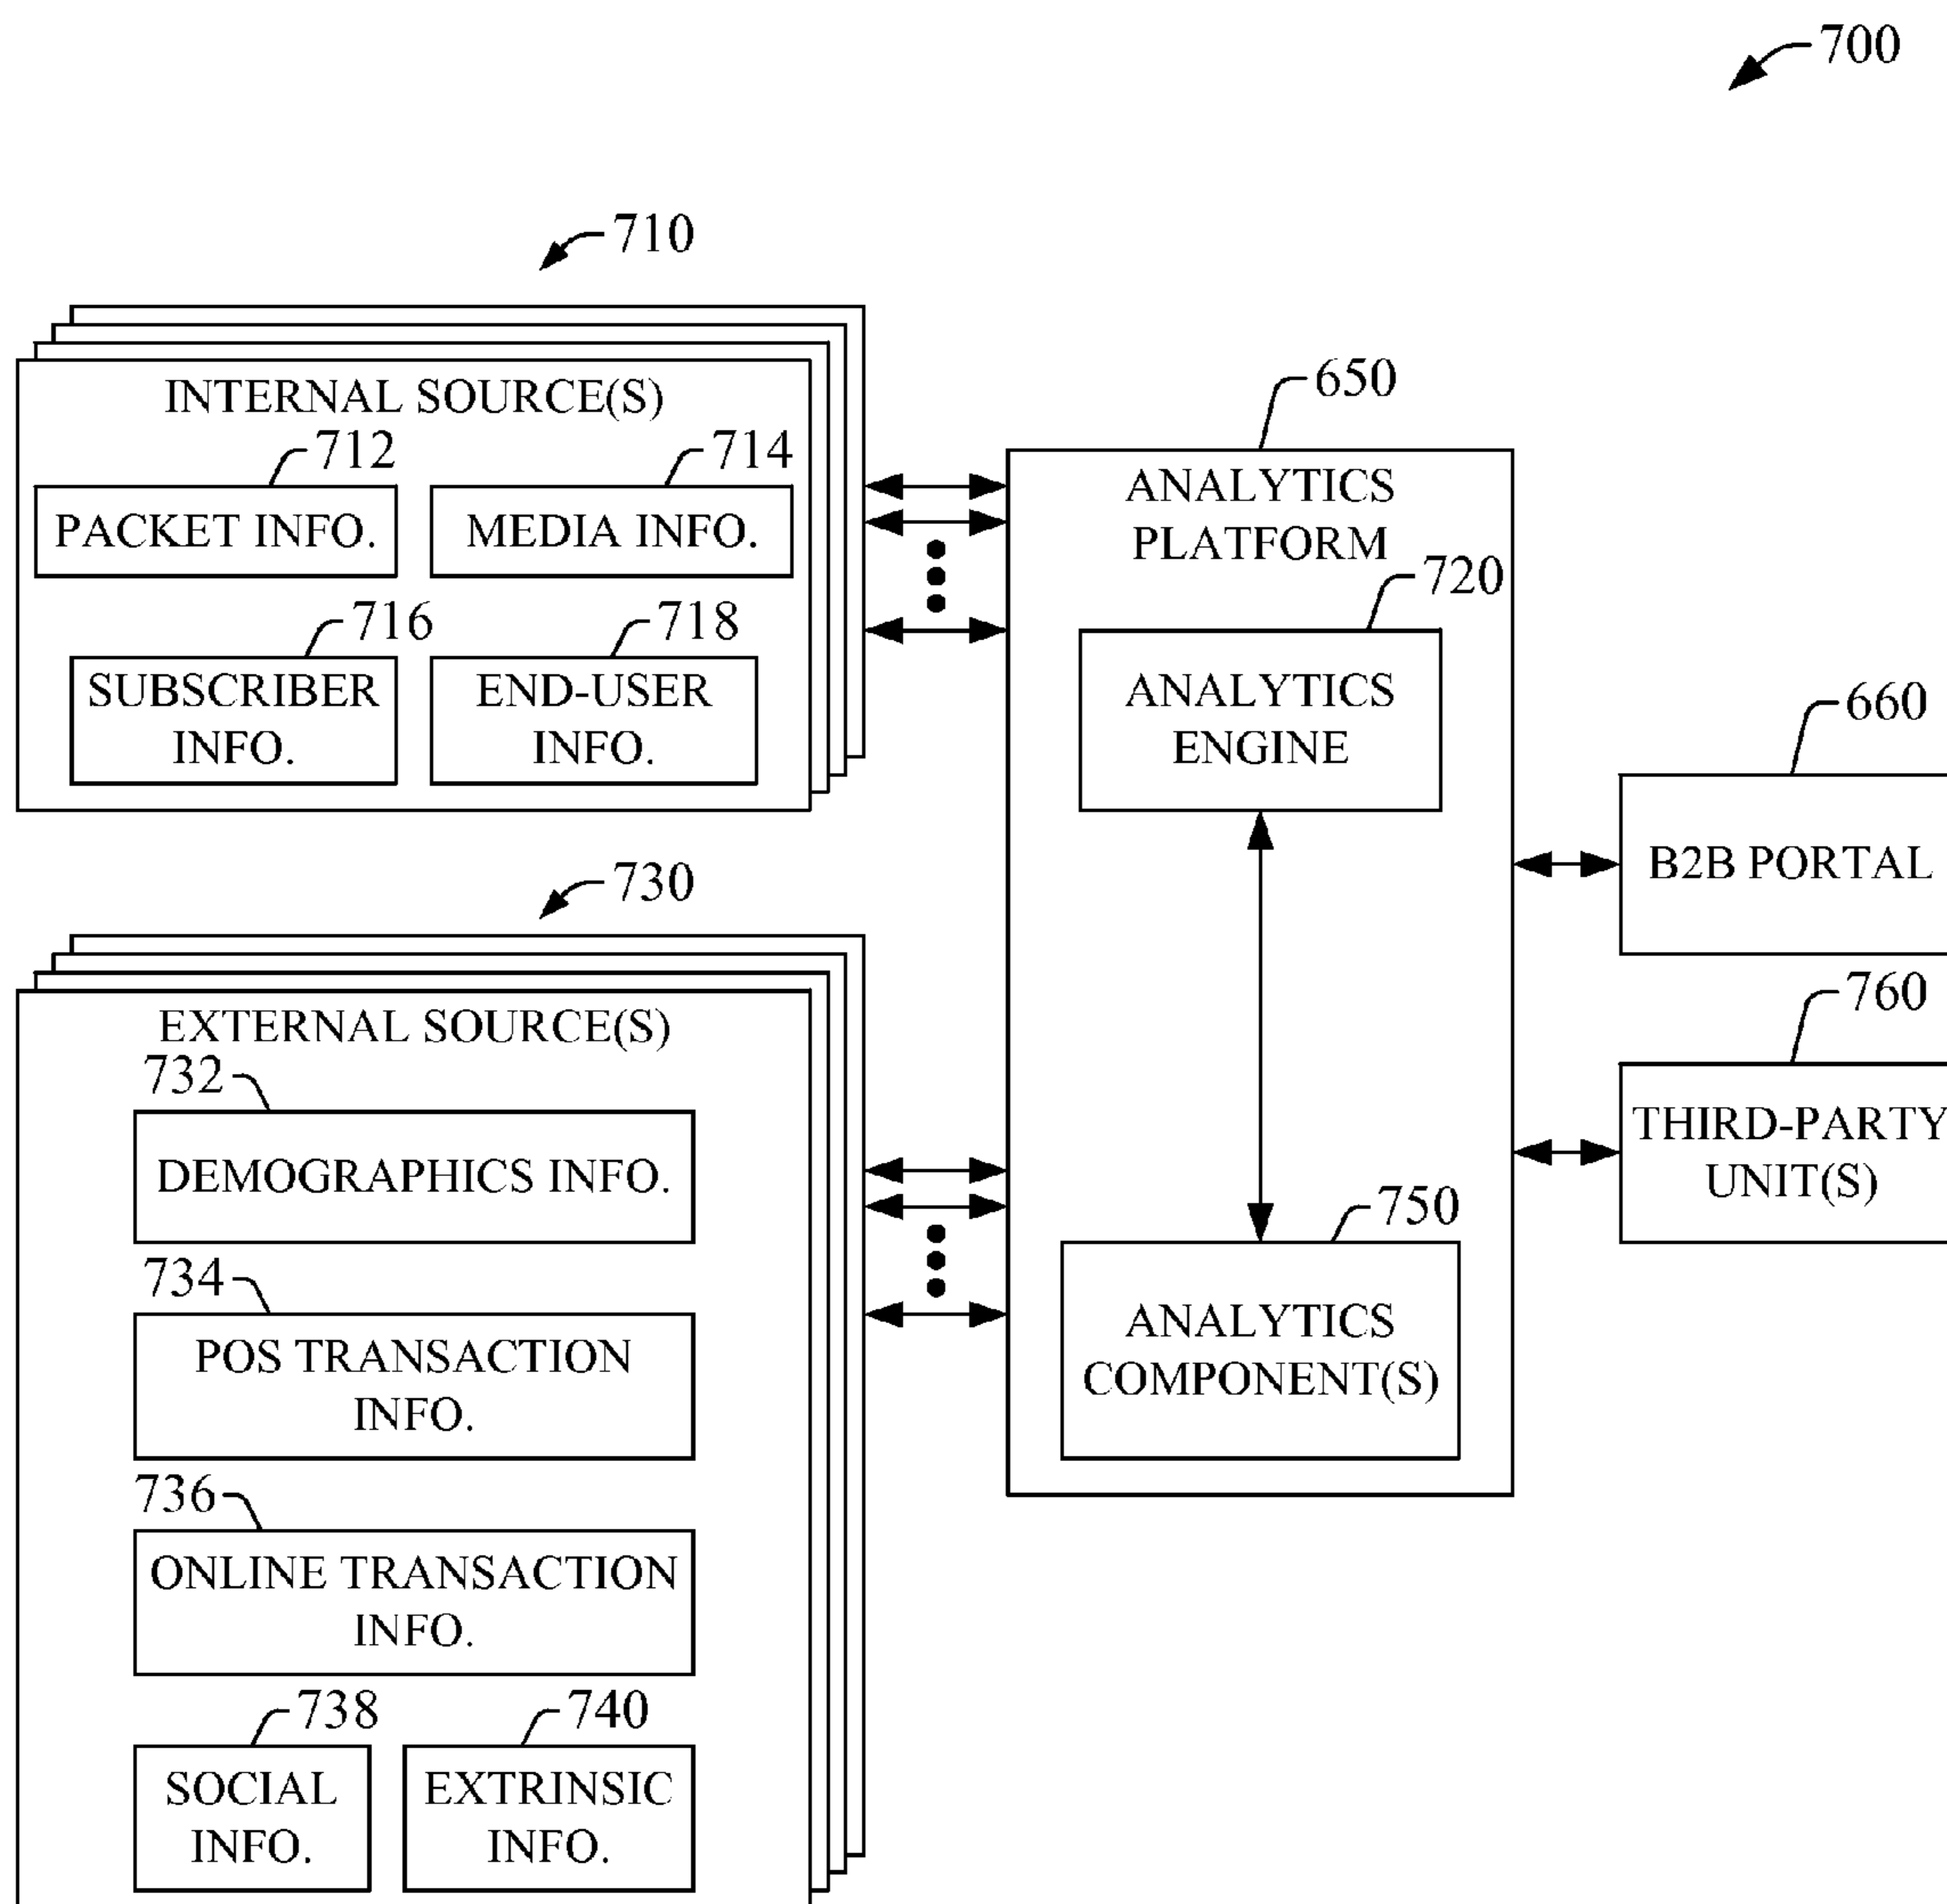 700
710
INTERNAL SOURCE(S)
712
714
PACKET INFO.
MEDIA INFO.
716
718
SUBSCRIBER
INFO.
END-USER
INFO.
730
EXTERNAL SOURCE(S)
732
DEMOGRAPHICS INFO.
734
POS TRANSACTION
INFO.
736
ONLINE TRANSACTION
INFO.
738
740
SOCIAL
INFO.
EXTRINSIC
INFO.
650
ANALYTICS
PLATFORM
720
ANALYTICS
ENGINE
750
ANALYTICS
COMPONENT(S)
660
B2B PORTAL
760
THIRD-PARTY
UNIT(S)